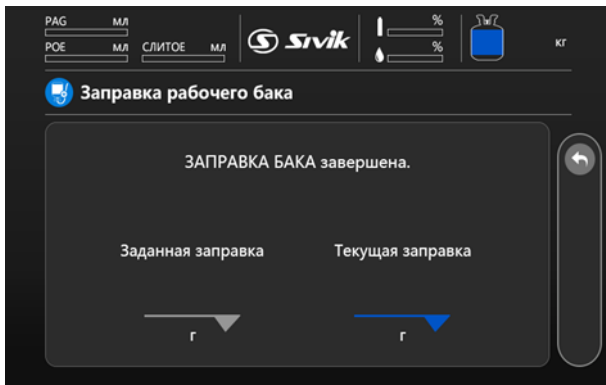 PAG мл
POE мл СЛИТОЕ мл
Sivik
%
%
кг
Заправка рабочего бака
ЗАПРАВКА БАКА завершена.
Заданная заправка Текущая заправка
г г